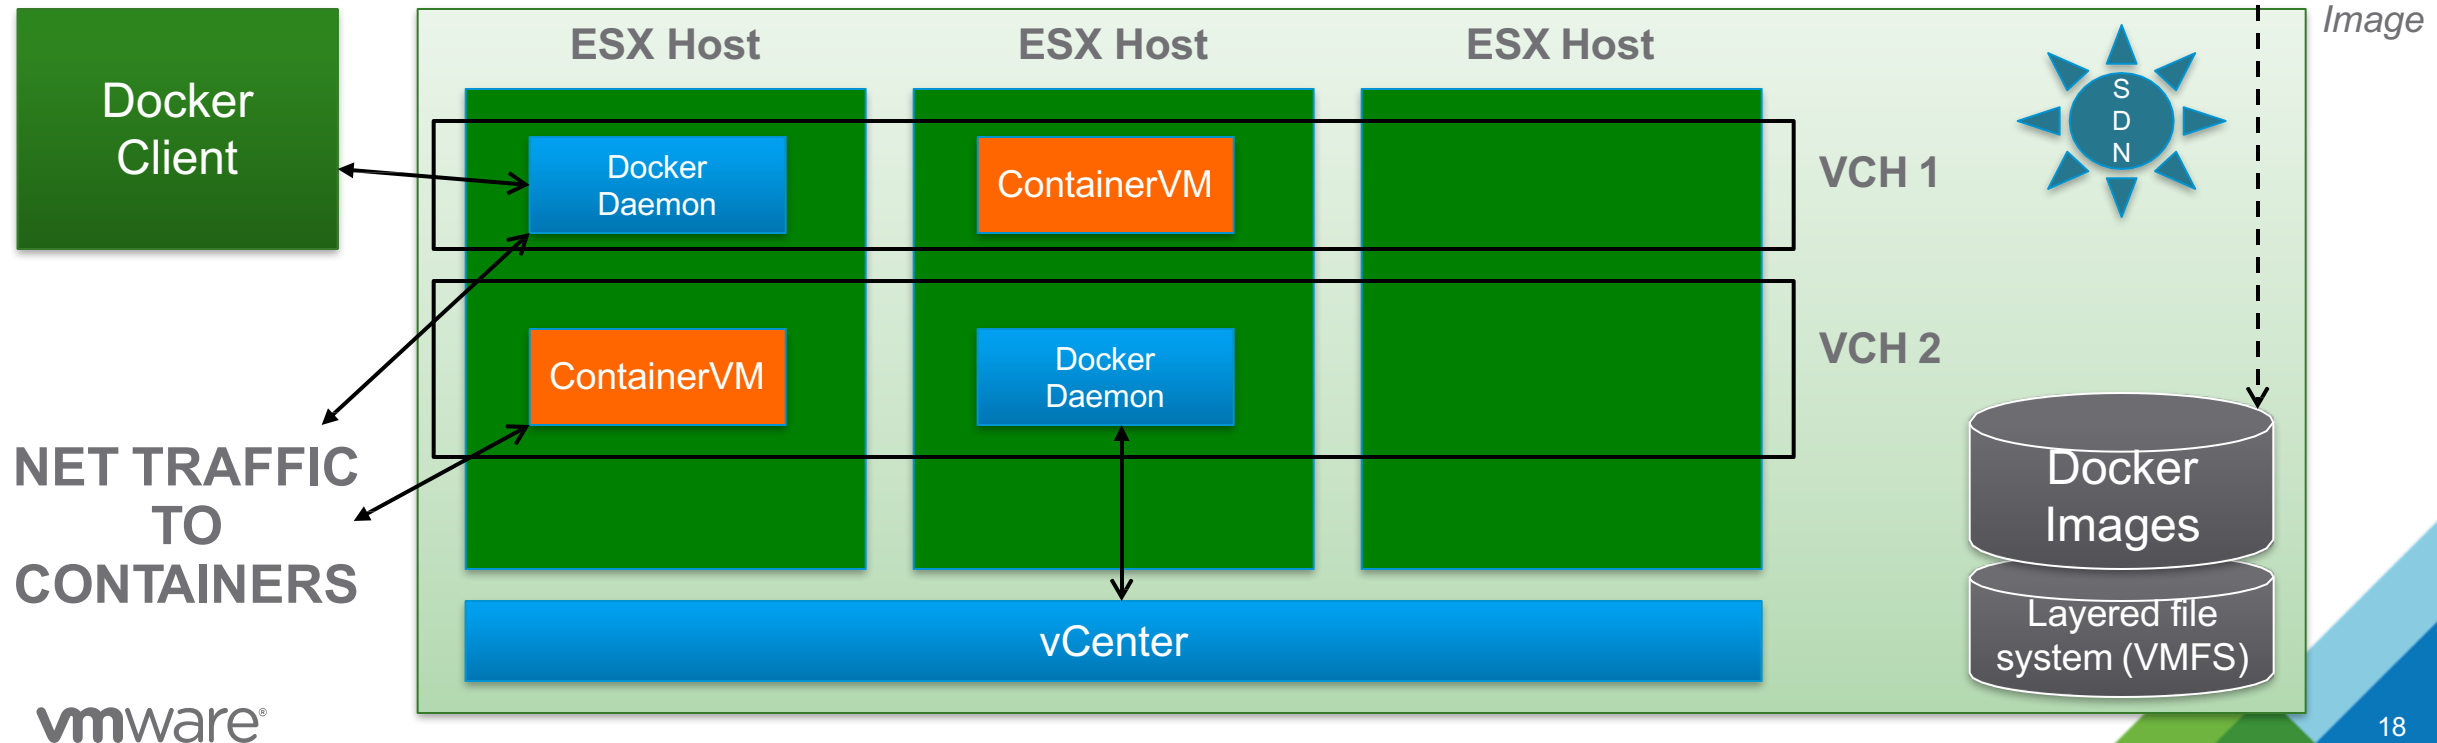 Image
ESX Host
ESX Host
ESX Host
Docker
Client
S
D
N
Docker
Daemon
ContainerVM
VCH 1
ContainerVM
Docker
Daemon
VCH 2
NET TRAFFIC
TO
CONTAINERS
Docker
Images
Layered file
system (VMFS)
vCenter
vmware®
18